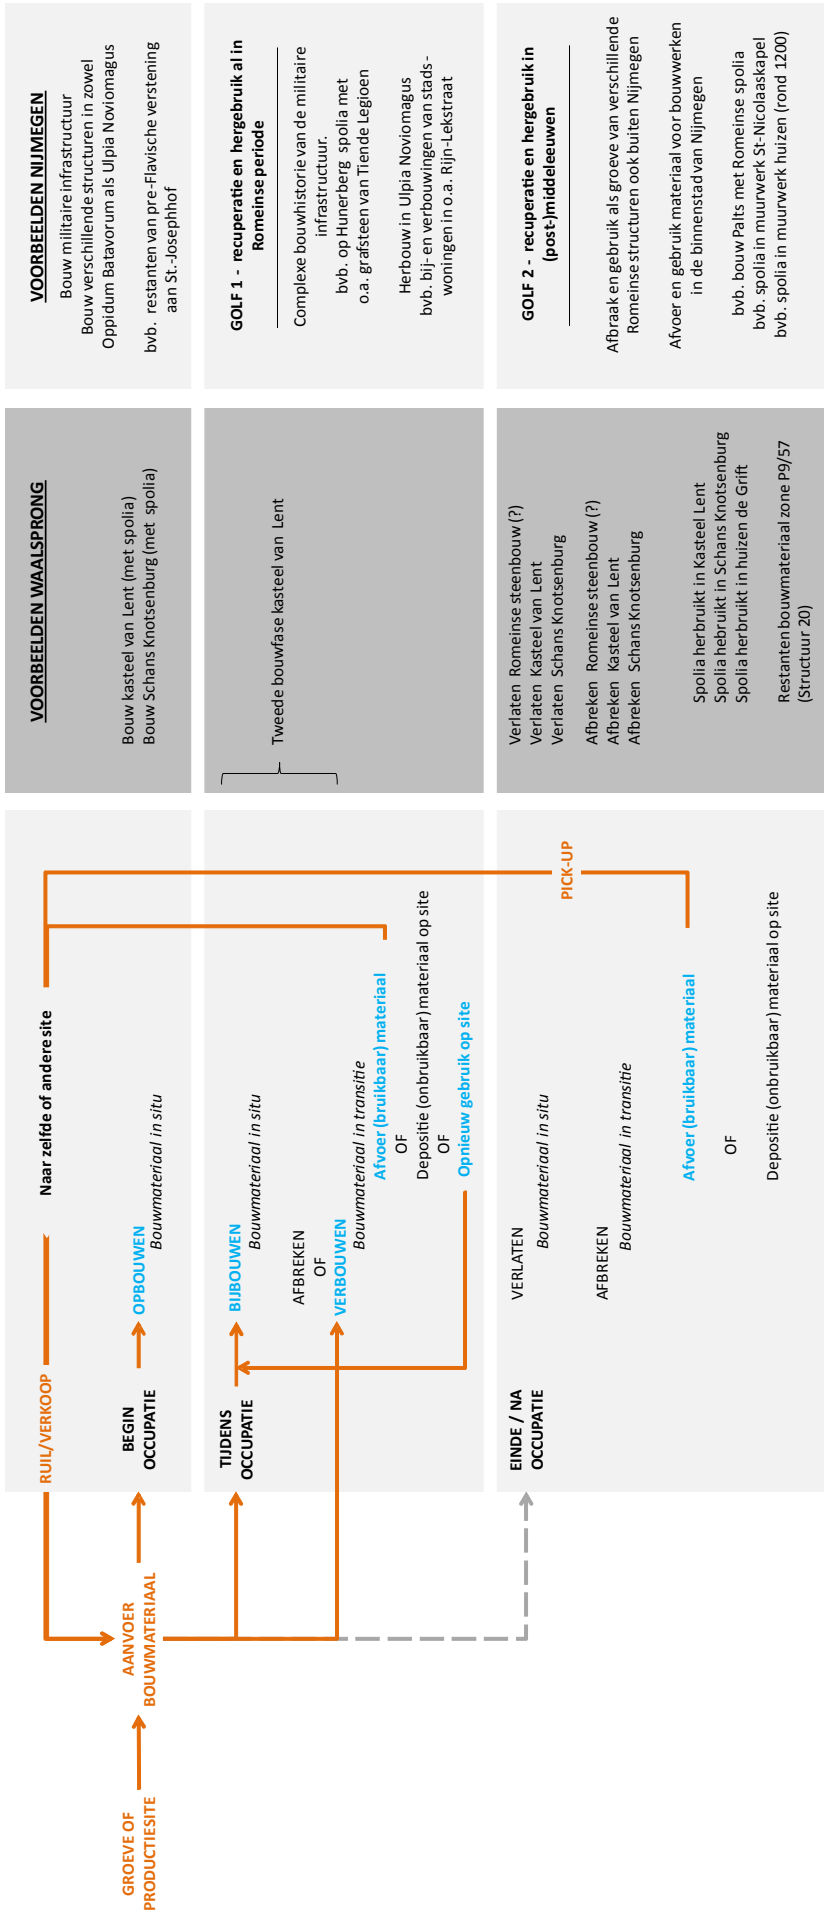 GROEVE OF
PRODUCTIESITE
AANVOER
BOUWMATERIAAL
RUIL/VERKOOP
Naar zelfde of andere site
BEGIN
OCCUPATIE
OPBOUWEN
Bouwmateriaal in situ
TIJDENS
OCCUPATIE
BIJBOUWEN
Bouwmateriaal in situ
AFBREKEN
OF
VERBOUWEN
Bouwmateriaal in transitie
Afvoer (bruikbaar) materiaal
OF
Depositie (onbruikbaar) materiaal op site
OF
Opnieuw gebruik op site
PICK-UP
EINDE / NA
OCCUPATIE
VERLATEN
Bouwmateriaal in situ
AFBREKEN
Bouwmateriaal in transitie
Afvoer (bruikbaar) materiaal
OF
Depositie (onbruikbaar) materiaal op site
VOORBEELDEN WAALSPRONG
Bouw kasteel van Lent (met spolia)
Bouw Schans Knotsenburg (met spolia)
Tweede bouwfase kasteel van Lent
Verlaten Romeinse steenbouw (?)
Verlaten Kasteel van Lent
Verlaten Schans Knotsenburg
Afbreken Romeinse steenbouw (?)
Afbreken Kasteel van Lent
Afbreken Schans Knotsenburg
Spolia herbruikt in Kasteel Lent
Spolia hebruikt in Schans Knotsenburg
Spolia herbruikt in huizen de Grift
Restanten bouwmateriaal zone P9/57
(Structuur 20)
VOORBEELDEN NIJMEGEN
Bouw militaire infrastructuur
Bouw verschillende structuren in zowel
Oppidum Batavorum als Ulpia Noviomagus
bvb. restanten van pre-Flavische verstening
aan St.-Josephhof
GOLF 1 - recuperatie en hergebruik al in
Romeinse periode
Complexe bouwhistorie van de militaire
infrastructuur.
bvb. op Hunerberg spolia met
o.a. grafsteen van Tiende Legioen
Herbouw in Ulpia Noviomagus
bvb. bij- en verbouwingen van stads-
woningen in o.a. Rijn-Lekstraat
GOLF 2 - recuperatie en hergebruik in
(post-)middeleeuwen
Afbraak en gebruik als groeve van verschillende
Romeinse structuren ook buiten Nijmegen
Afvoer en gebruik materiaal voor bouwwerken
in de binnenstad van Nijmegen
bvb. bouw Palts met Romeinse spolia
bvb. spolia in muurwerk St-Nicolaaskapel
bvb. spolia in muurwerk huizen (rond 1200)